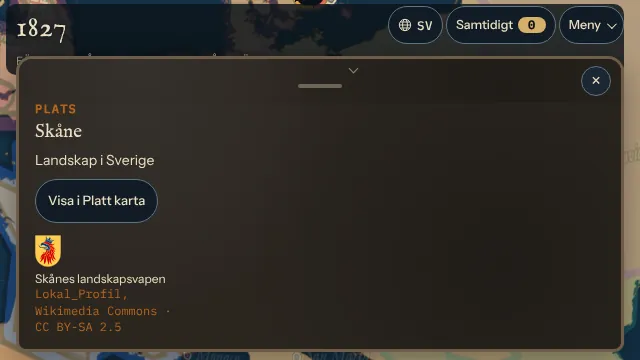 1827
SV
Samtidigt 0
Meny
×
PLATS
Skåne
Landskap i Sverige
Visa i Platt karta
Skånes landskapsvapen
Lokal_Profil,
Wikimedia Commons ·
CC BY-SA 2.5